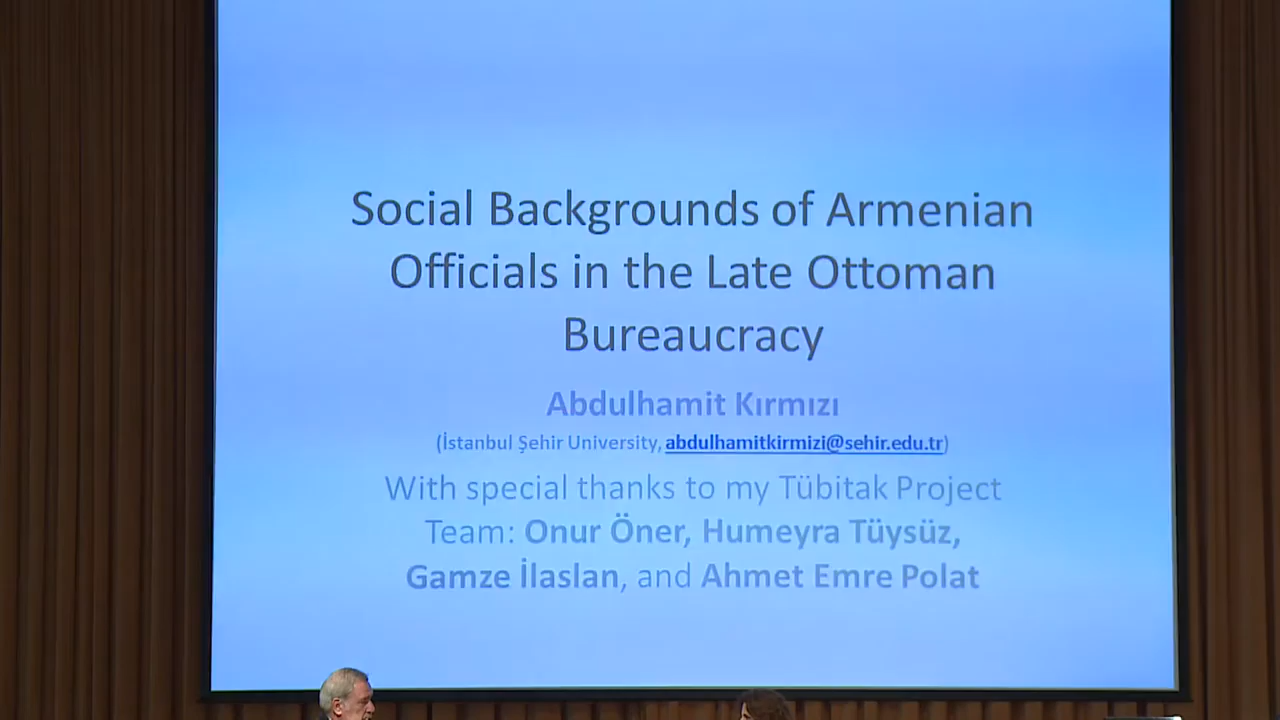 Social Backgrounds of Armenian
Officials in the Late Ottoman
Bureaucracy
Abdulhamit Kırmızı
(İstanbul Şehir University, abdulhamitkirmizi@sehir.edu.tr)
With special thanks to my Tübitak Project
Team: Onur Öner, Humeyra Tüysüz,
Gamze İlaslan, and Ahmet Emre Polat